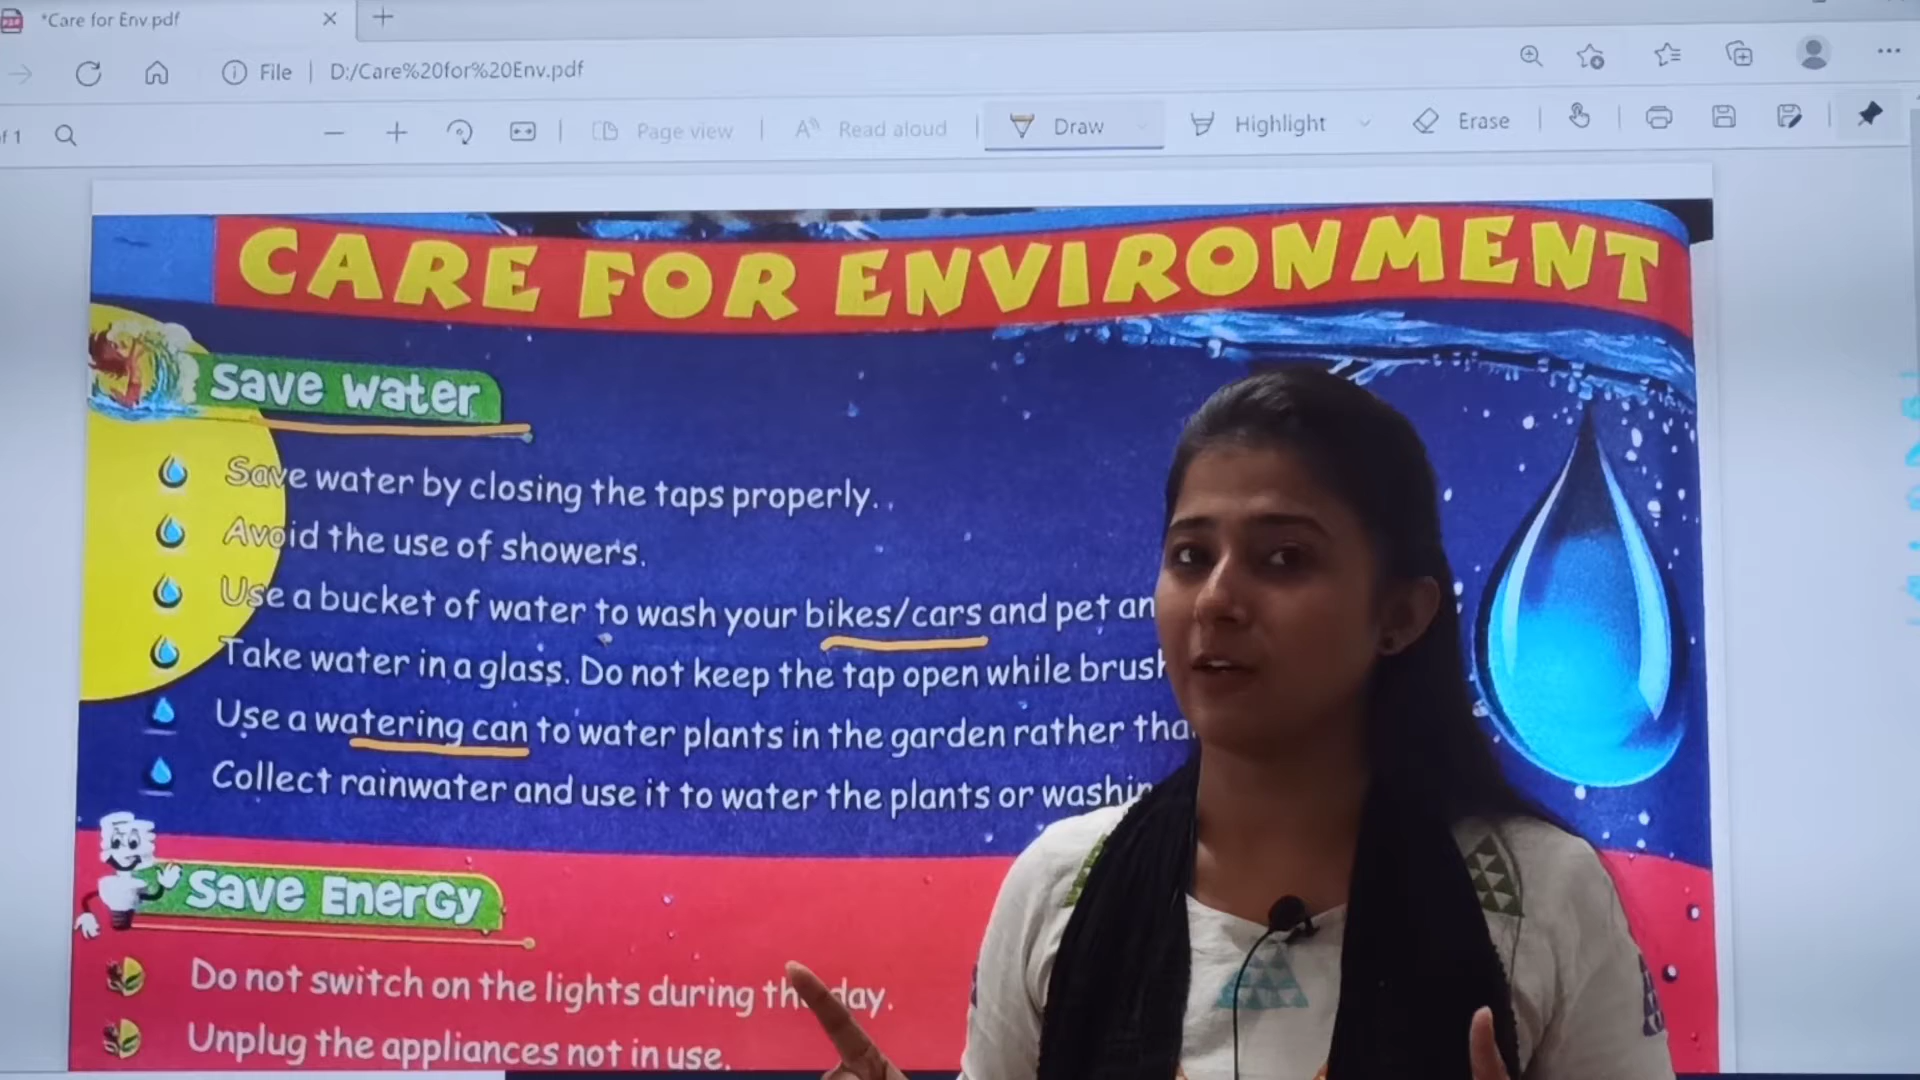 *Care for Env.pdf
File | D:/Care%20for%20Env.pdf
of 1
Page view
Read aloud
Draw
Highlight
Erase
CARE FOR ENVIRONMENT
Save Water
Save water by closing the taps properly.
Avoid the use of showers.
Use a bucket of water to wash your bikes/cars and pet an
Take water in a glass. Do not keep the tap open while brush
Use a watering can to water plants in the garden rather tha
Collect rainwater and use it to water the plants or washin
Save Energy
Do not switch on the lights during the day.
Unplug the appliances not in use.